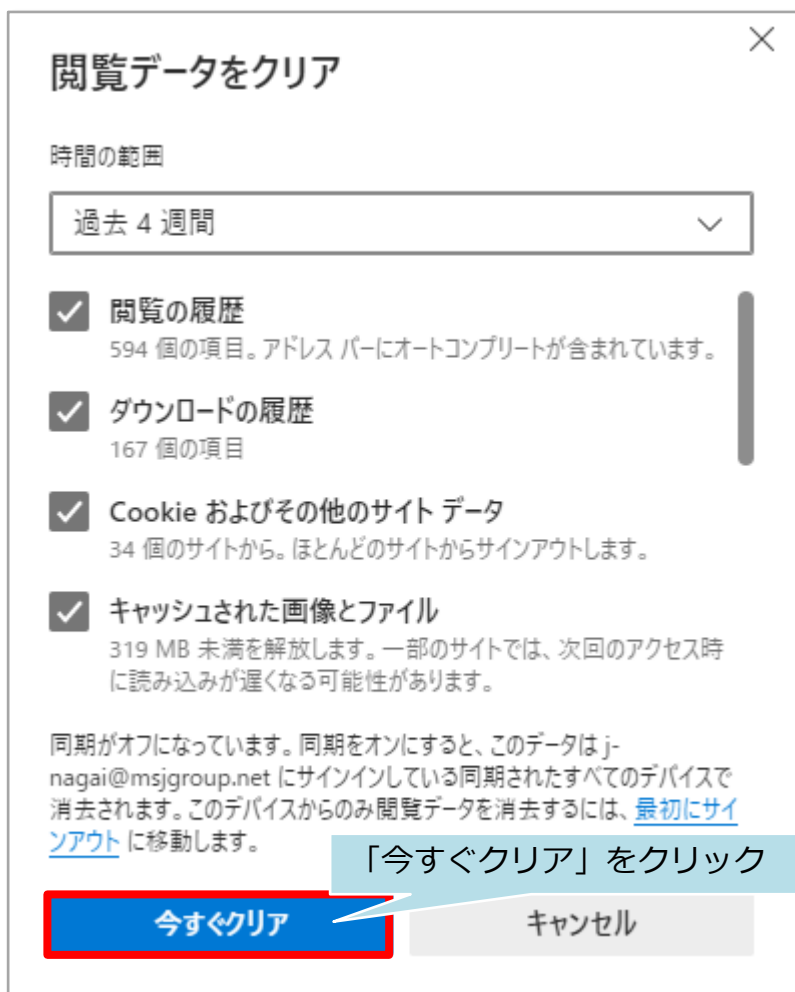 閲覧データをクリア
時間の範囲
過去 4 週間
閲覧の履歴
594 個の項目。アドレス バーにオートコンプリートが含まれています。
ダウンロードの履歴
167 個の項目
Cookie およびその他のサイト データ
34 個のサイトから。ほとんどのサイトからサインアウトします。
キャッシュされた画像とファイル
319 MB 未満を解放します。一部のサイトでは、次回のアクセス時
に読み込みが遅くなる可能性があります。
同期がオフになっています。同期をオンにすると、このデータは j-
nagai@msjgroup.net にサインインしている同期されたすべてのデバイスで
消去されます。このデバイスからのみ閲覧データを消去するには、最初にサイ
ンアウト に移動します。
「今すぐクリア」をクリック
今すぐクリア
キャンセル